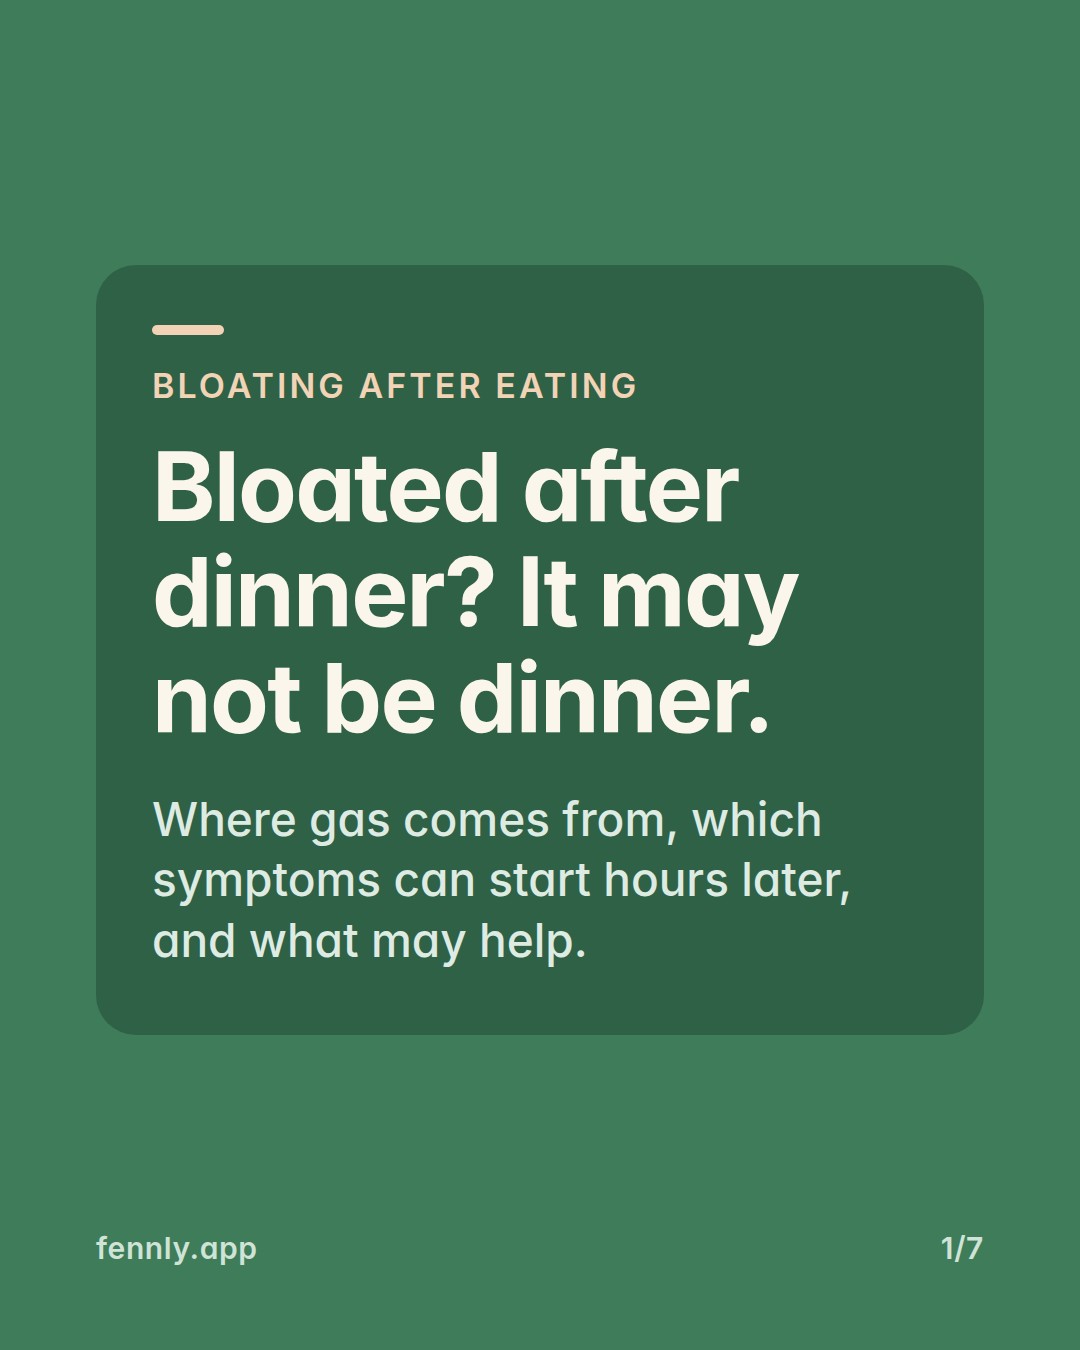 BLOATING AFTER EATING
Bloated after
dinner? It may
not be dinner.
Where gas comes from, which
symptoms can start hours later,
and what may help.
fennly.app
1/7